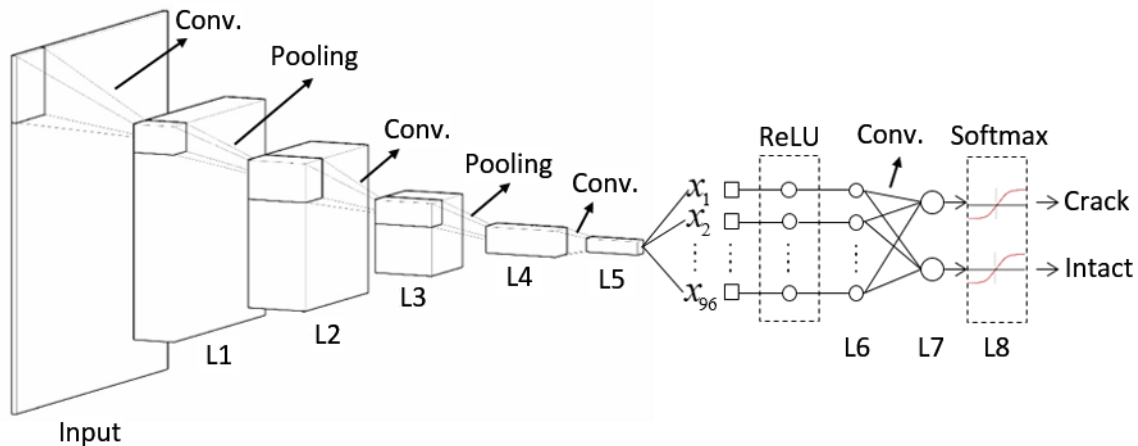 Conv.
Pooling
Conv.
Pooling
Conv.
Input
L1
L2
L3
L4
L5
x1
x2
x96
ReLU
Conv.
Softmax
Crack
Intact
L6
L7
L8